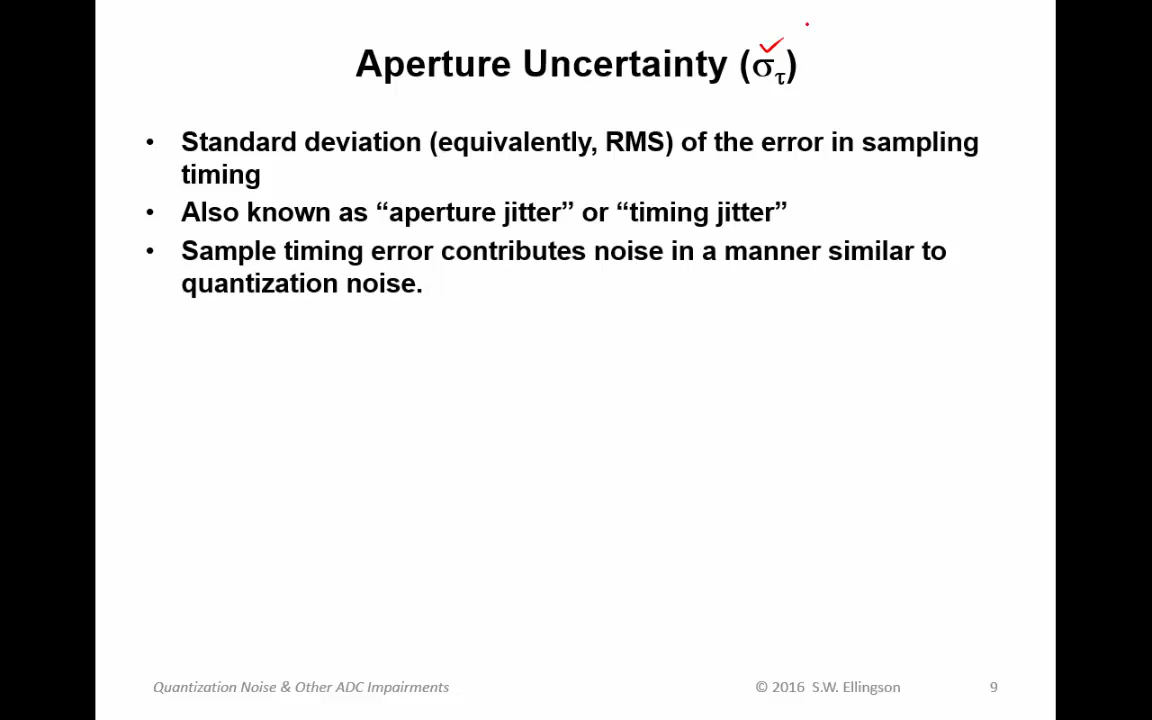 Aperture Uncertainty (στ)
• Standard deviation (equivalently, RMS) of the error in sampling
timing
• Also known as “aperture jitter” or “timing jitter”
• Sample timing error contributes noise in a manner similar to
quantization noise.
Quantization Noise & Other ADC Impairments © 2016 S.W. Ellingson 9